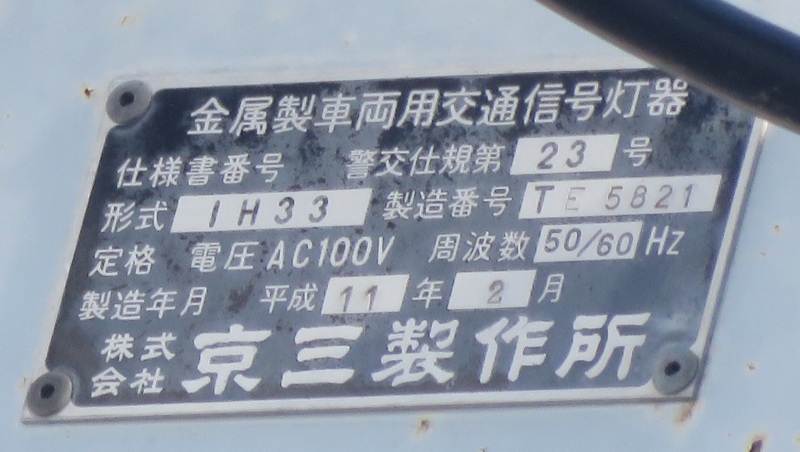 金属製車両用交通信号灯器
仕様書番号 警交仕規第 23 号
形式 1H33 製造番号 TE 5821
定格 電圧 AC100V 周波数 50/60 Hz
製造年月 平成 11 年 2 月
株式会社 京三製作所